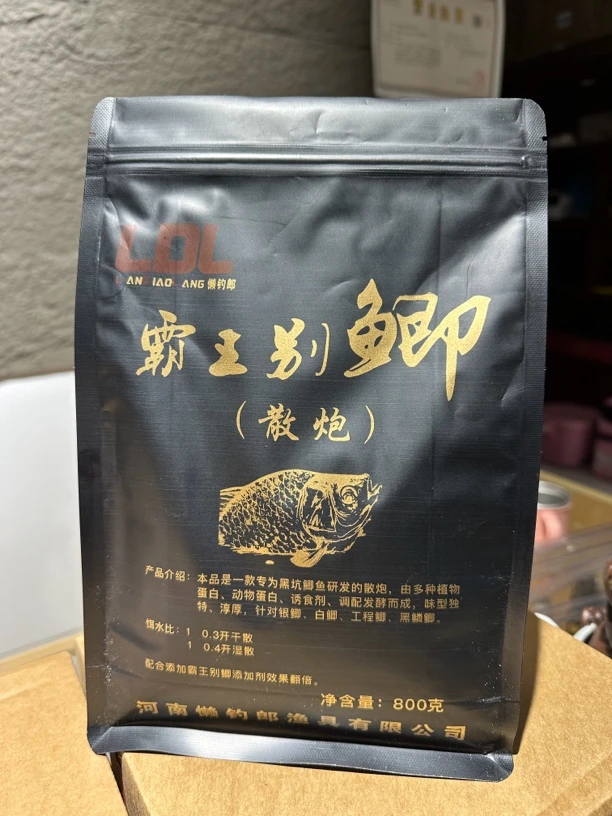 LDL
LANDIAOLANG 懒钓郎
霸王别鲫
（散炮）
产品介绍：本品是一款专为黑坑鲫鱼研发的散炮，由多种植物
蛋白、动物蛋白、诱食剂、调配发酵而成，味型独
特、淳厚，针对银鲫、白鲫、工程鲫、黑鳞鲫。
饵水比：1 0.3开干散
1 0.4开湿散
配合添加霸王别鲫添加剂效果翻倍。
净含量：800克
河南懒钓郎渔具有限公司